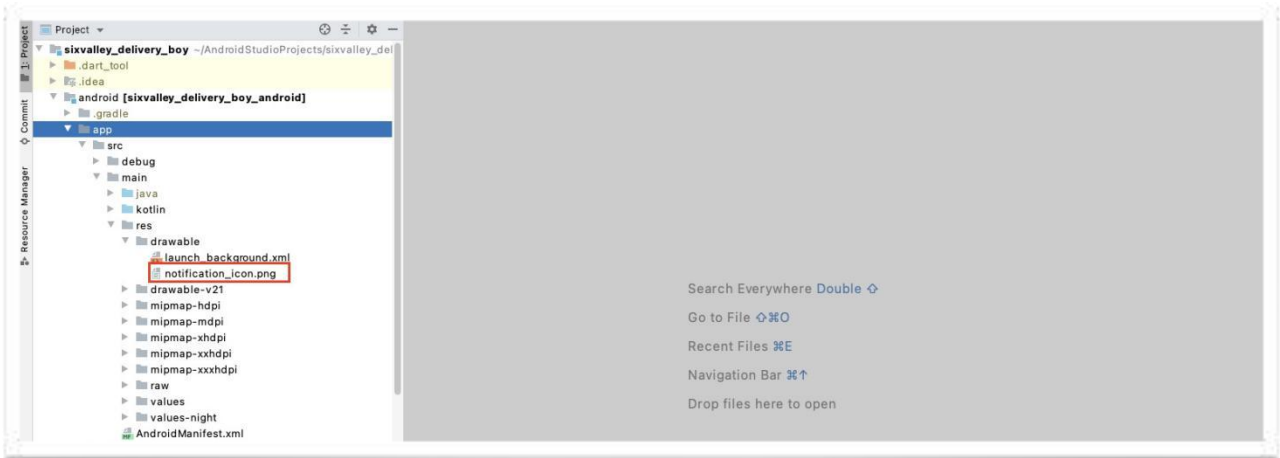 Project
sixvalley_delivery_boy ~/AndroidStudioProjects/sixvalley_del
.dart_tool
.idea
android [sixvalley_delivery_boy_android]
.gradle
app
src
debug
main
java
kotlin
res
drawable
launch_background.xml
notification_icon.png
drawable-v21
mipmap-hdpi
mipmap-mdpi
mipmap-xhdpi
mipmap-xxhdpi
mipmap-xxxhdpi
raw
values
values-night
AndroidManifest.xml
1: Project
Commit
Resource Manager
Search Everywhere Double ⇧
Go to File ⇧⌘O
Recent Files ⌘E
Navigation Bar ⌘↑
Drop files here to open